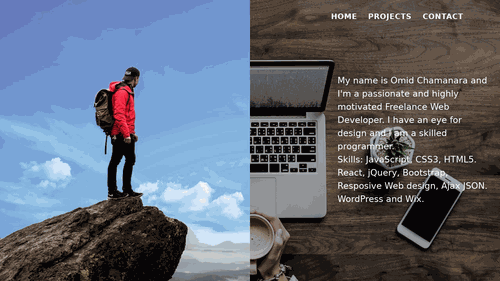 HOME PROJECTS CONTACT
My name is Omid Chamanara and
I'm a passionate and highly
motivated Freelance Web
Developer. I have an eye for
design and I am a skilled
programmer.
Skills: JavaScript, CSS3, HTML5.
React, jQuery, Bootstrap,
Resposive Web design, Ajax JSON.
WordPress and Wix.